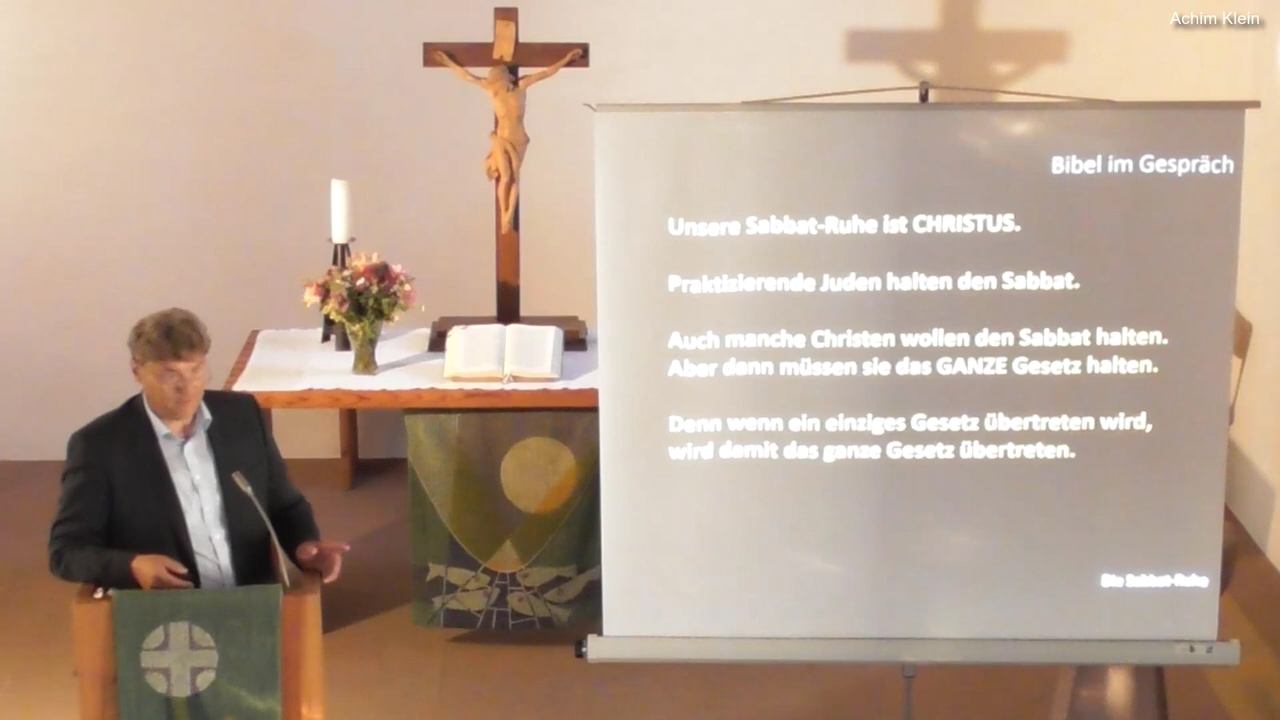 Achim Klein
Bibel im Gespräch
Unsere Sabbat-Ruhe ist CHRISTUS.
Praktizierende Juden halten den Sabbat.
Auch manche Christen wollen den Sabbat halten.
Aber dann müssen sie das GANZE Gesetz halten.
Denn wenn ein einziges Gesetz übertreten wird,
wird damit das ganze Gesetz übertreten.
Die Sabbat-Ruhe